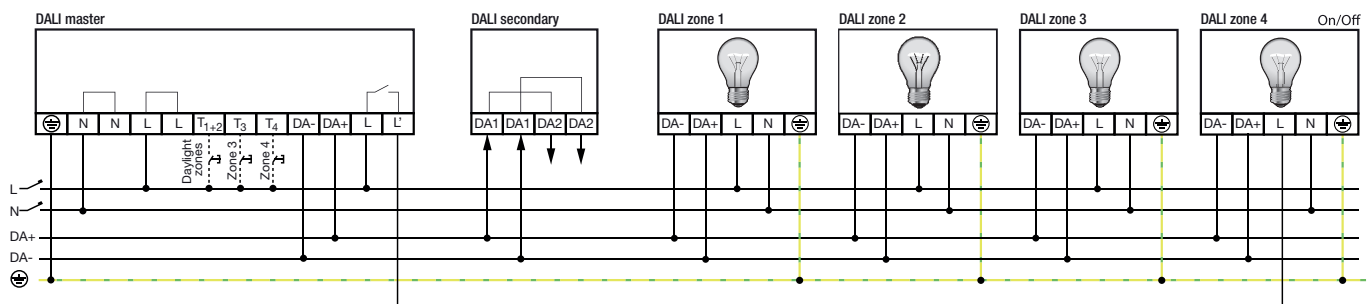 DALI master
DALI secondary
DALI zone 1
DALI zone 2
DALI zone 3
DALI zone 4
On/Off
N N L L T1+2 T3 T4 DA- DA+ L L’
DA1 DA1 DA2 DA2
DA- DA+ L N
DA- DA+ L N
DA- DA+ L N
DA- DA+ L N
Daylight
zones
Zone 3
Zone 4
L
N
DA+
DA-